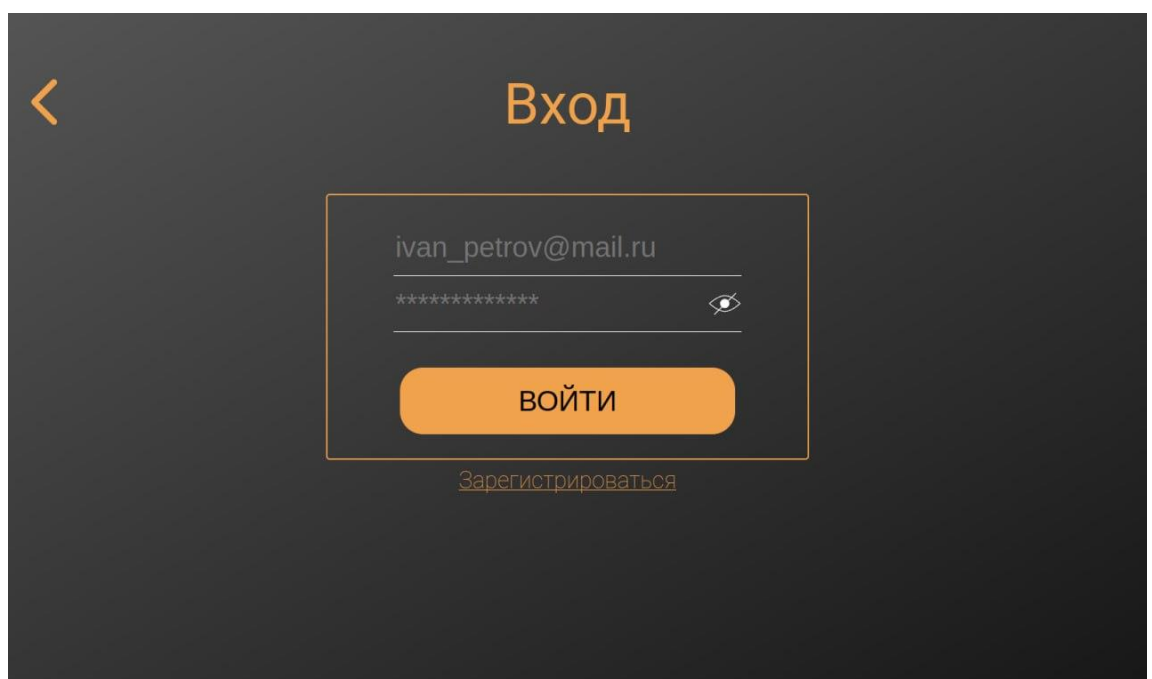 Вход
ivan_petrov@mail.ru
*************
ВОЙТИ
Зарегистрироваться